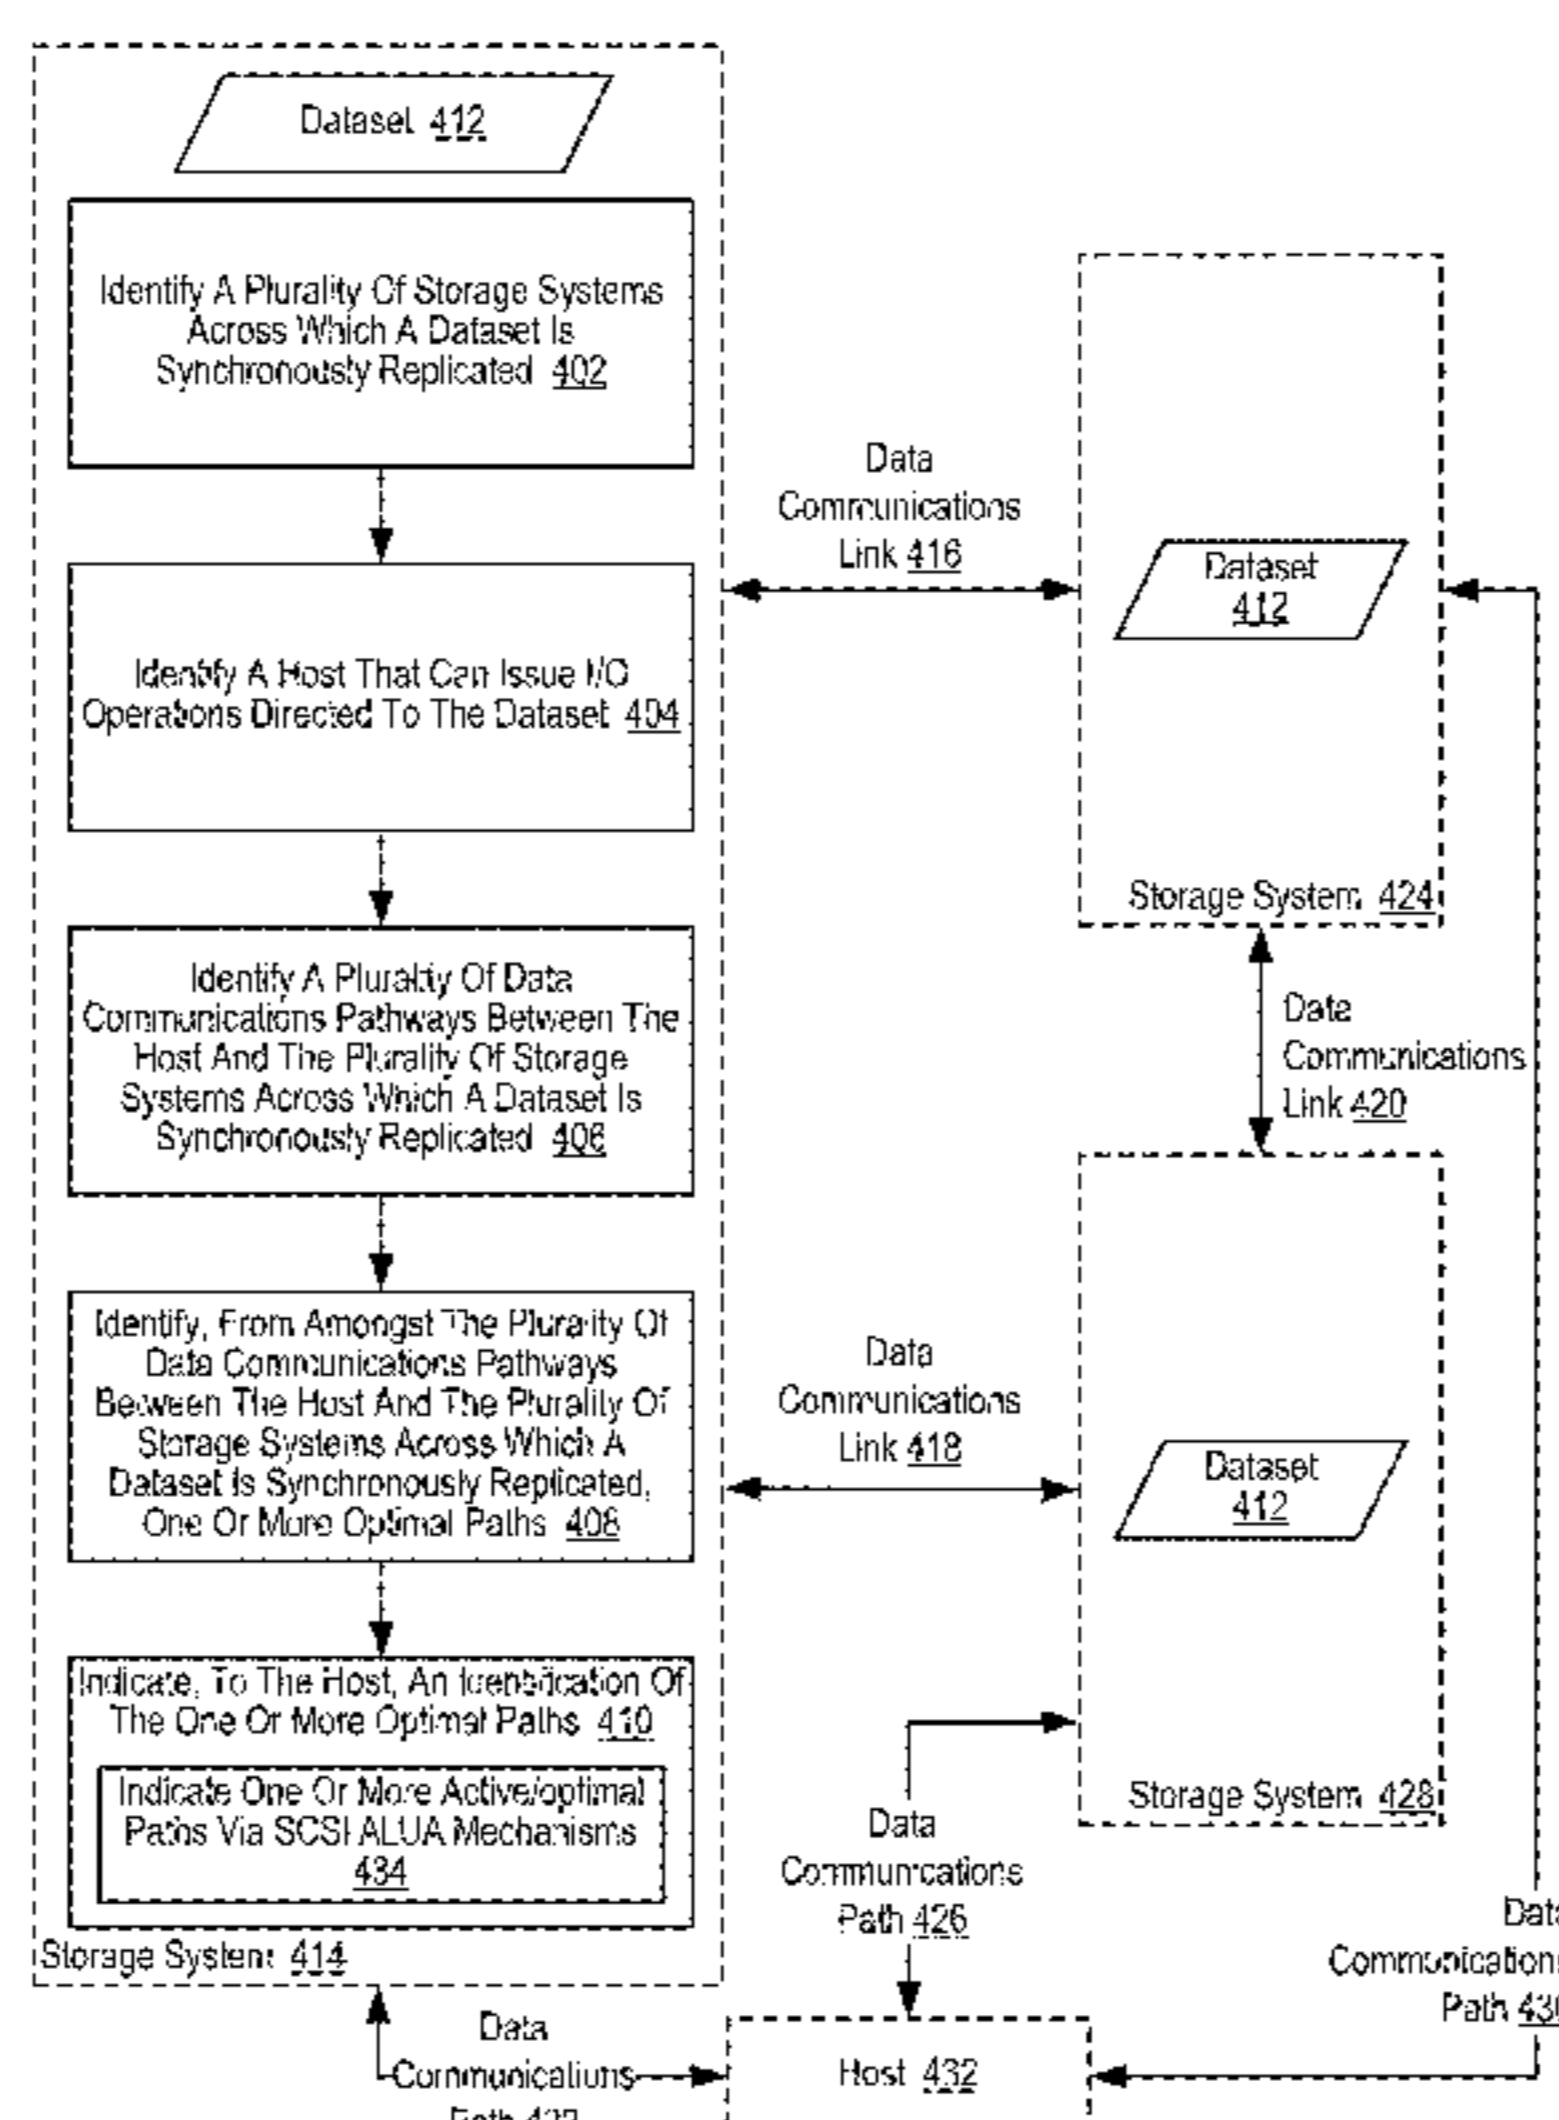 Dataset 412
Identify A Plurality Of Storage Systems
Across Which A Dataset Is
Synchronously Replicated 402
Identify A Host That Can Issue I/O
Operations Directed To The Dataset 404
Identify A Plurality Of Data
Communications Pathways Between The
Host And The Plurality Of Storage
Systems Across Which A Dataset Is
Synchronously Replicated 406
Identify, From Amongst The Plurality Of
Data Communications Pathways
Between The Host And The Plurality Of
Storage Systems Across Which A
Dataset Is Synchronously Replicated,
One Or More Optimal Paths 408
Indicate, To The Host, An Identification Of
The One Or More Optimal Paths 410
Indicate One Or More Active/optimal
Paths Via SCSI ALUA Mechanisms
434
Storage System 414
Data
Communications
Link 416
Dataset
412
Storage System 424
Data
Communications
Link 420
Data
Communications
Link 418
Dataset
412
Storage System 428
Data
Communications
Path 426
Data
Communications
Path 430
Data
Communications
Path
Host 432